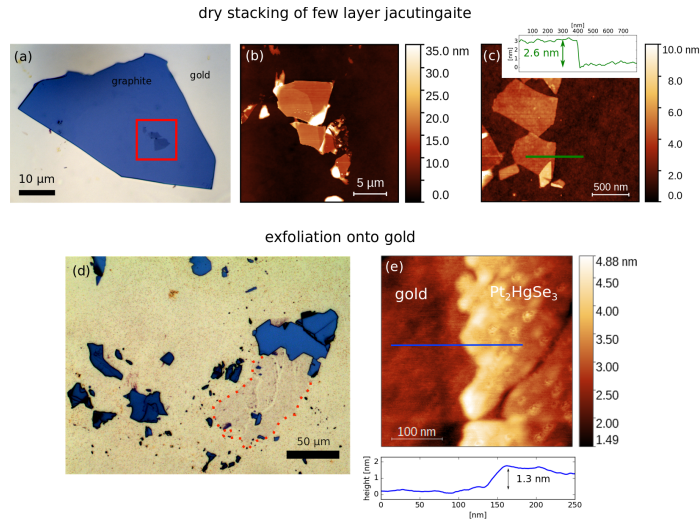 dry stacking of few layer jacutingaite
(a)
graphite
gold
10 µm
(b)
5 µm
35.0 nm
30.0
25.0
20.0
15.0
10.0
0.0
(c)
[nm]
100 200 300 400 500 600 700
3
2
1
0
2.6 nm
500 nm
10.0 nm
8.0
6.0
4.0
2.0
0.0
exfoliation onto gold
(d)
50 µm
(e)
gold
Pt₂HgSe₃
100 nm
4.88 nm
4.50
4.00
3.50
3.00
2.50
2.00
1.49
height [nm]
2
1
0
1.3 nm
0 50 100 150 200 250
[nm]